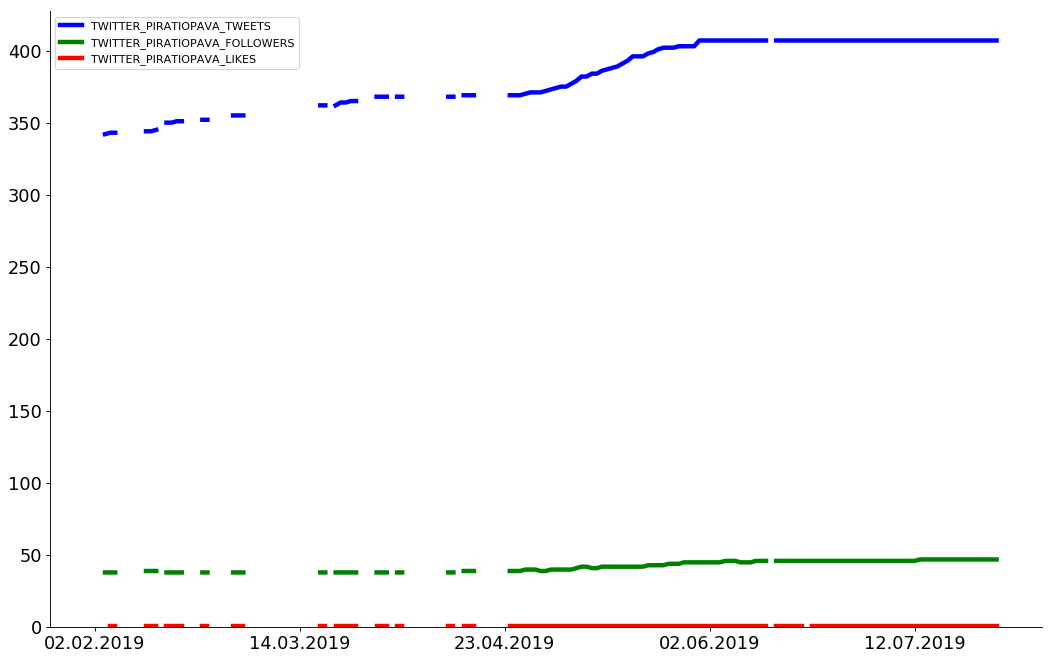 TWITTER_PIRATIOPAVA_TWEETS
TWITTER_PIRATIOPAVA_FOLLOWERS
TWITTER_PIRATIOPAVA_LIKES
400
350
300
250
200
150
100
50
0
02.02.2019 14.03.2019 23.04.2019 02.06.2019 12.07.2019